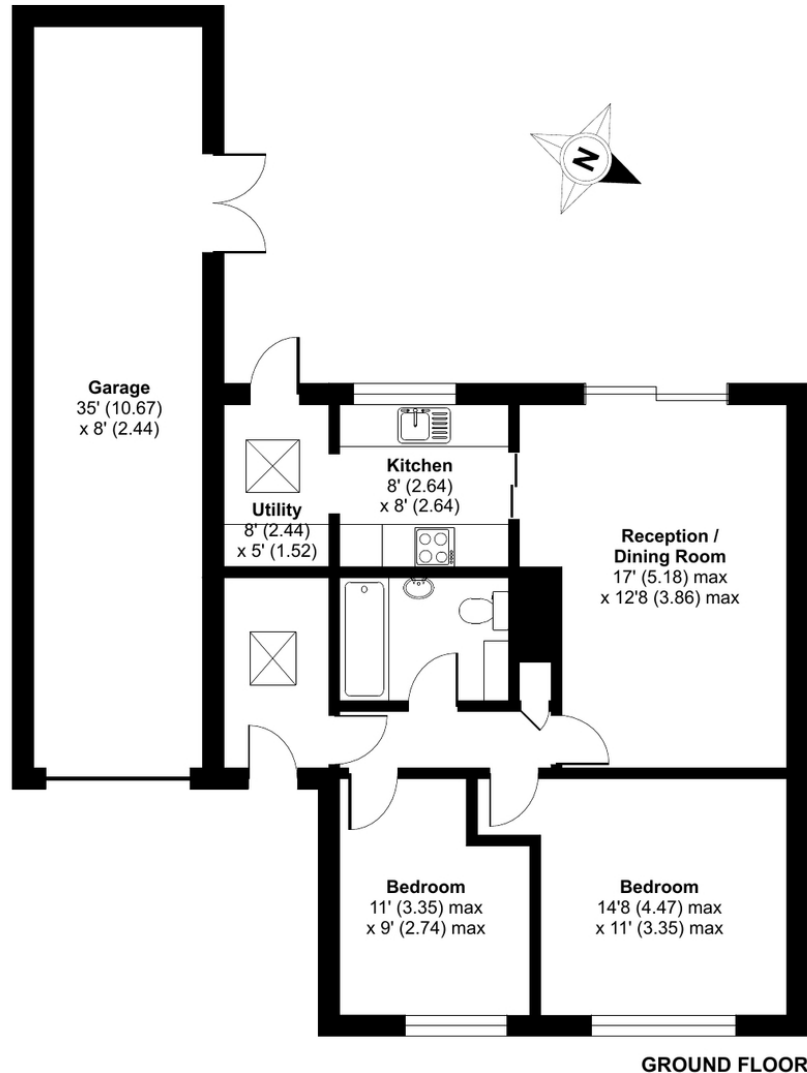 N
Garage
35' (10.67)
x 8' (2.44)
Kitchen
8' (2.64)
x 8' (2.64)
Utility
8' (2.44)
x 5' (1.52)
Reception /
Dining Room
17' (5.18) max
x 12'8 (3.86) max
Bedroom
11' (3.35) max
x 9' (2.74) max
Bedroom
14'8 (4.47) max
x 11' (3.35) max
GROUND FLOOR